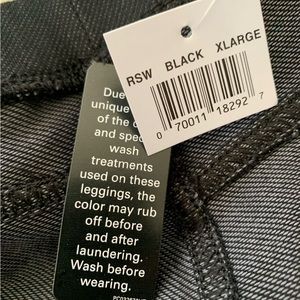 RSW BLACK XLARGE
0 70011 18292 7
Due
unique
of the
and spec
wash
treatments
used on these
leggings, the
color may rub
off before
and after
laundering.
Wash before
wearing.